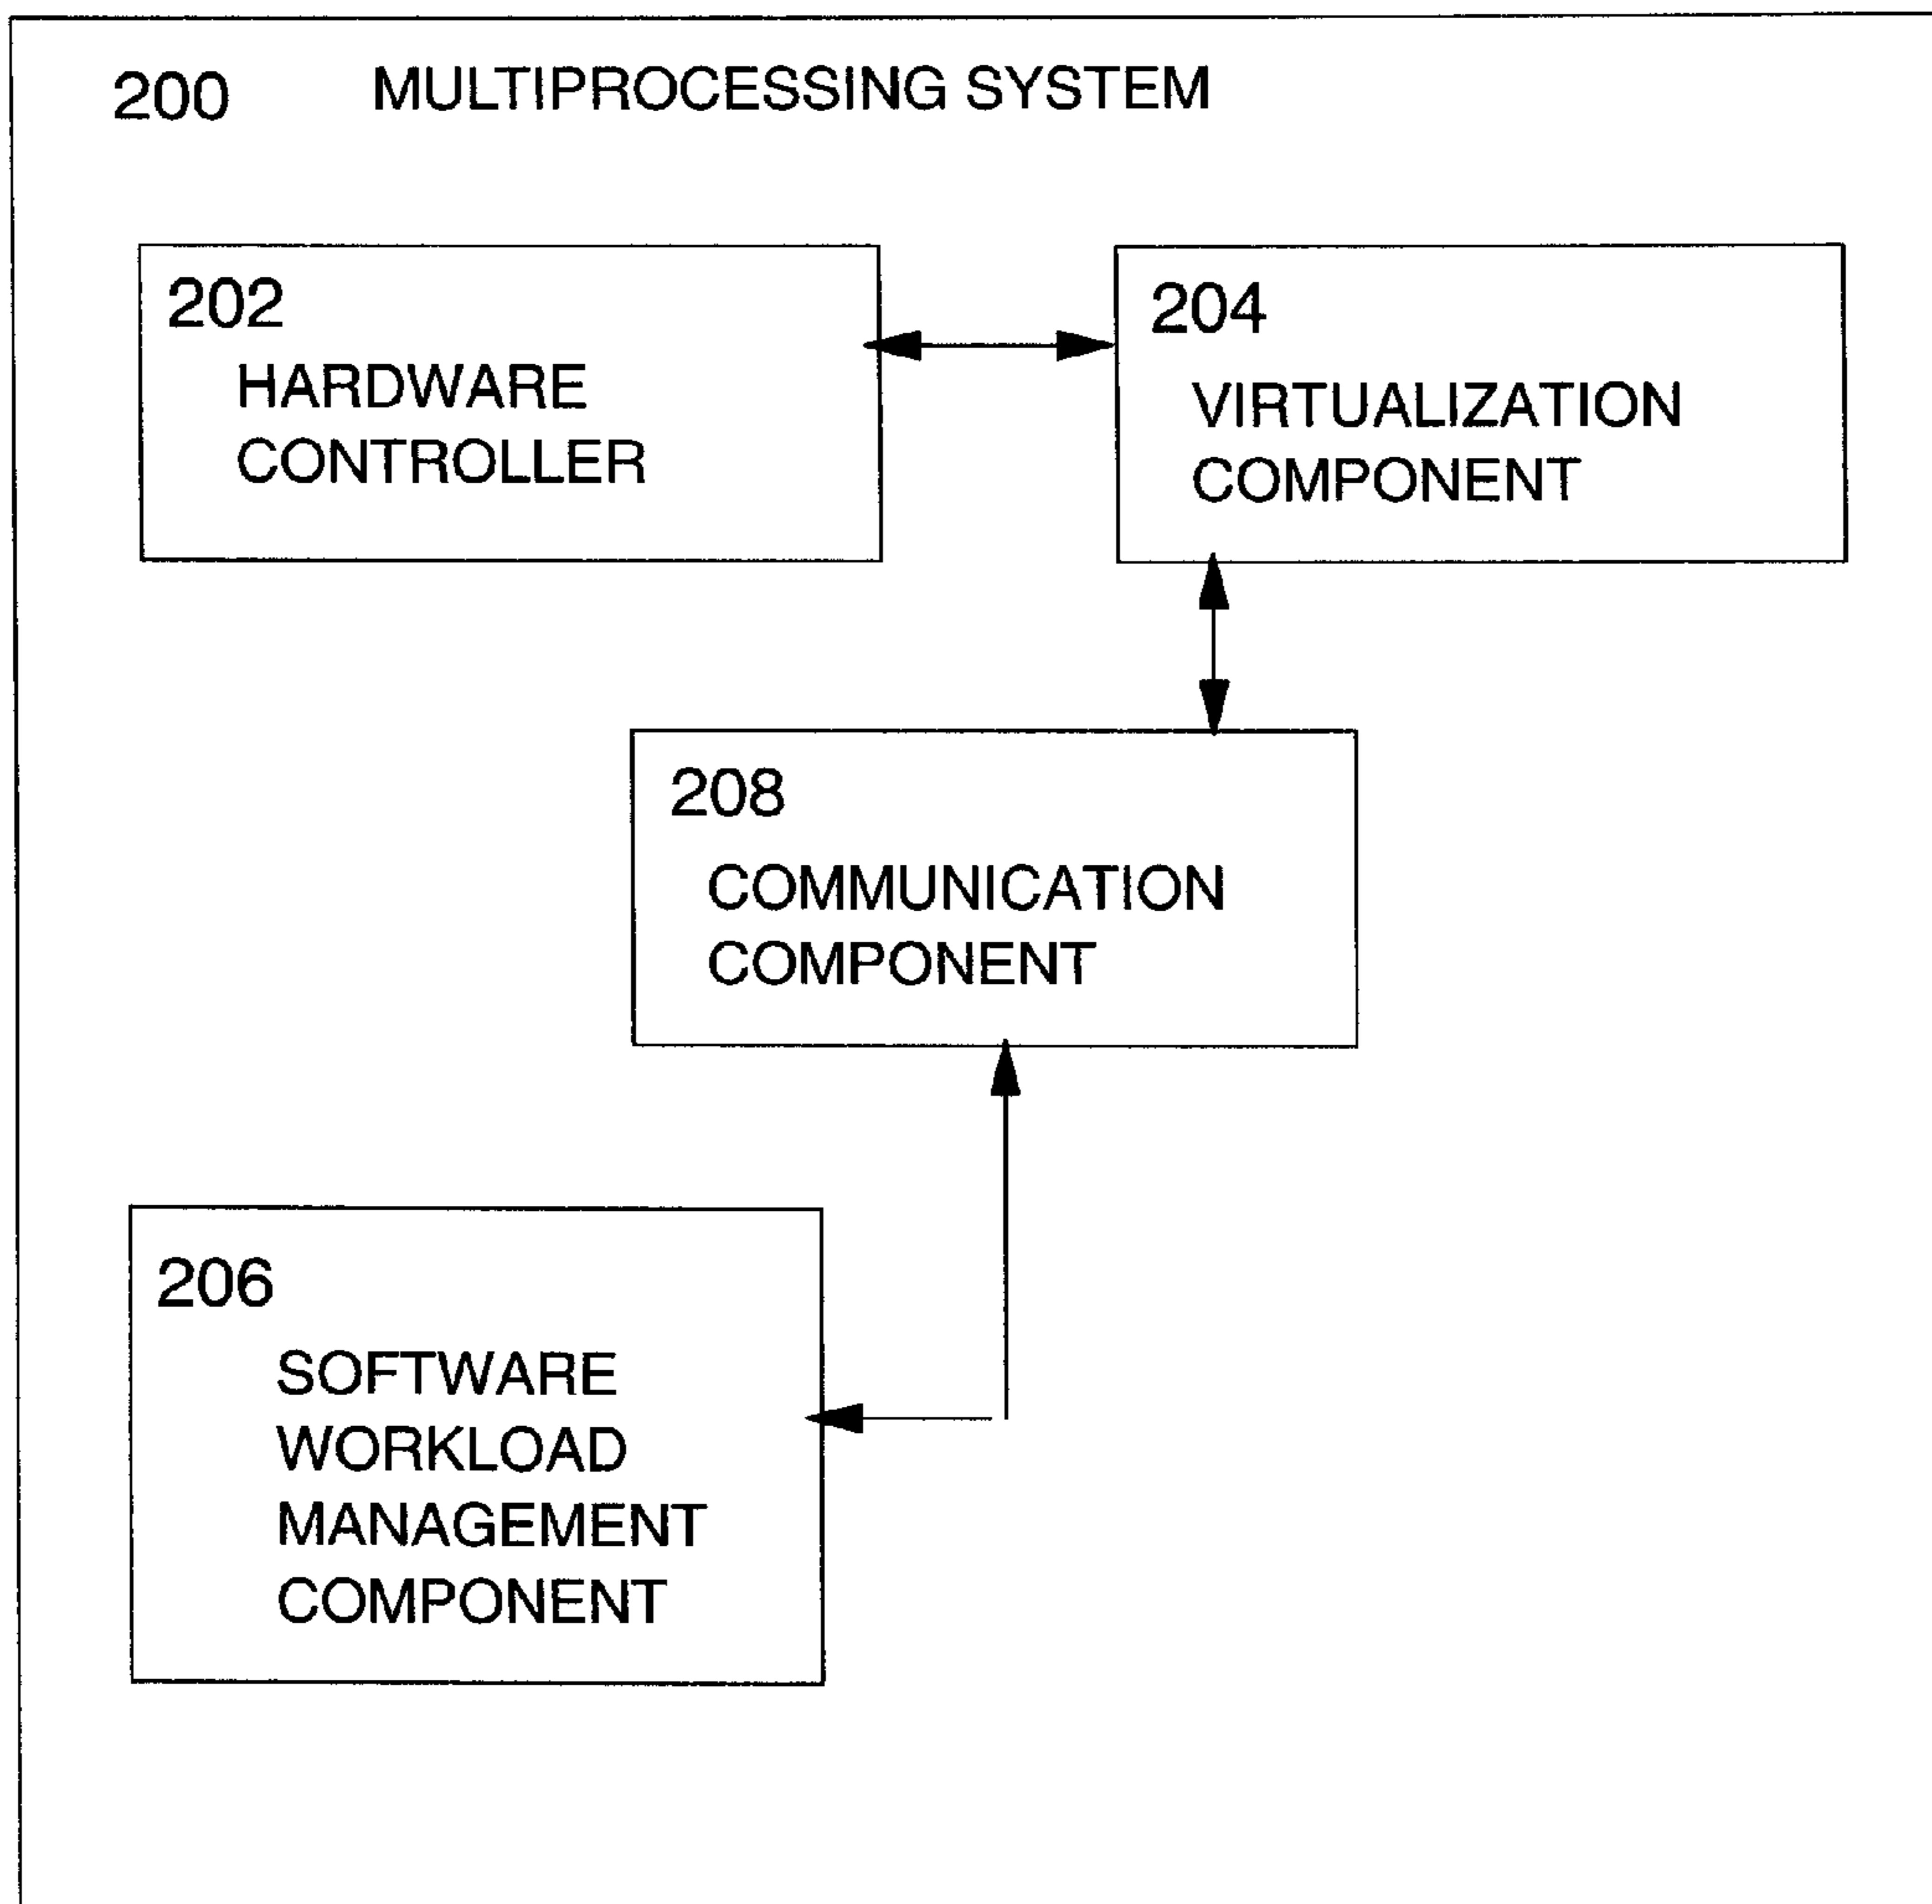 200 MULTIPROCESSING SYSTEM
202
HARDWARE
CONTROLLER
204
VIRTUALIZATION
COMPONENT
208
COMMUNICATION
COMPONENT
206
SOFTWARE
WORKLOAD
MANAGEMENT
COMPONENT